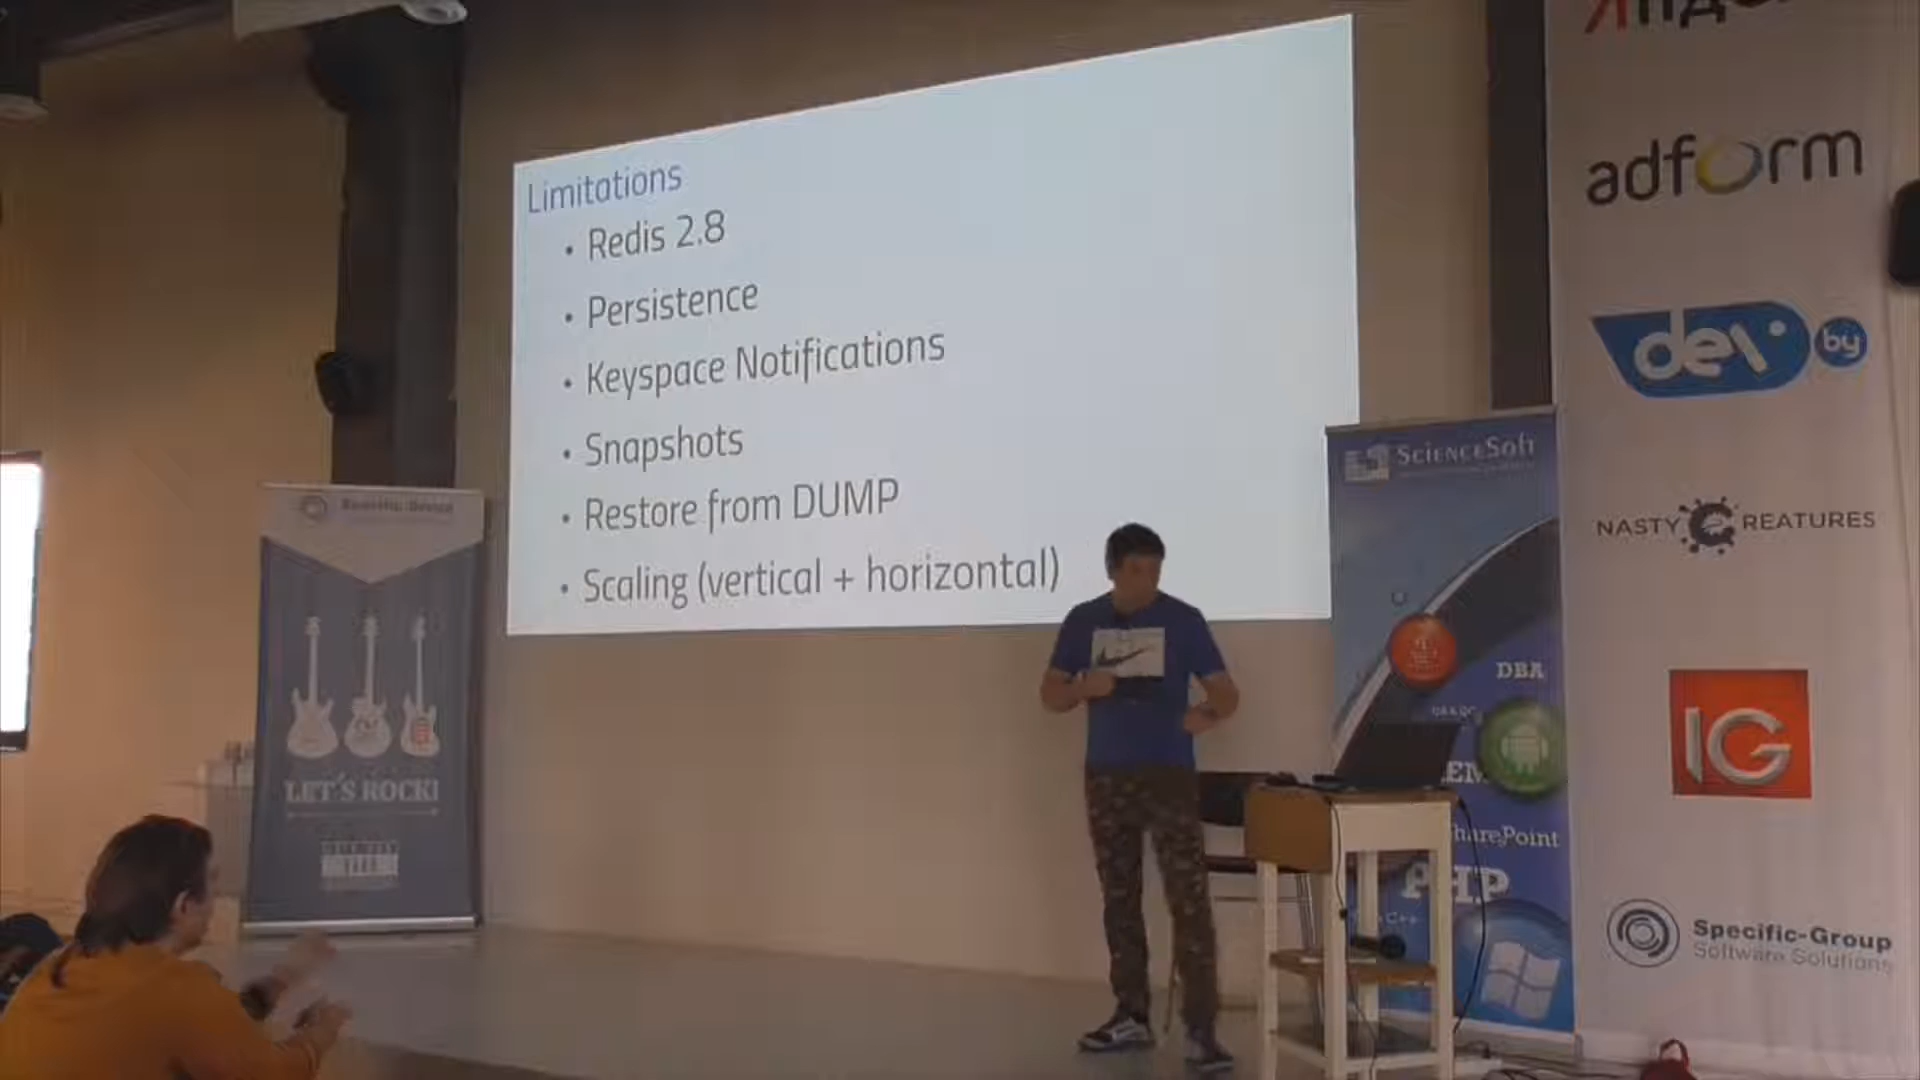 Limitations
• Redis 2.8
• Persistence
• Keyspace Notifications
• Snapshots
• Restore from DUMP
• Scaling (vertical + horizontal)
LET'S ROCK!
ScienceSoft
DBA
SharePoint
PHP
adform
dev by
NASTY CREATURES
IG
Specific-Group
Software Solutions